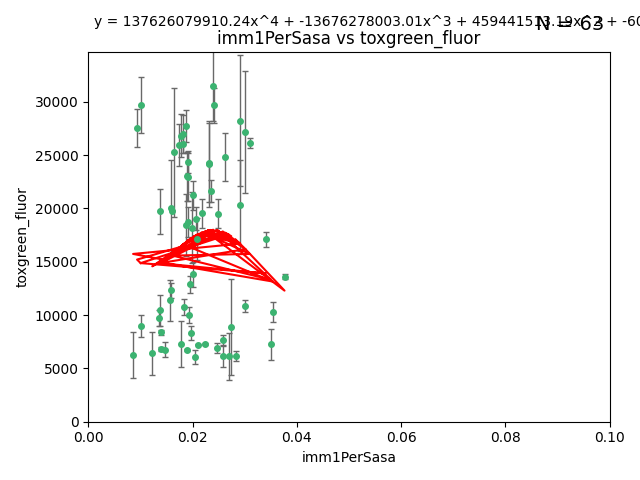 y = 137626079910.24x^4 + -13676278003.01x^3 + + -60
N = 63
imm1PerSasa vs toxgreen_fluor
toxgreen_fluor
30000
25000
20000
15000
10000
5000
0
0.00 0.02 0.04 0.06 0.08 0.10
imm1PerSasa